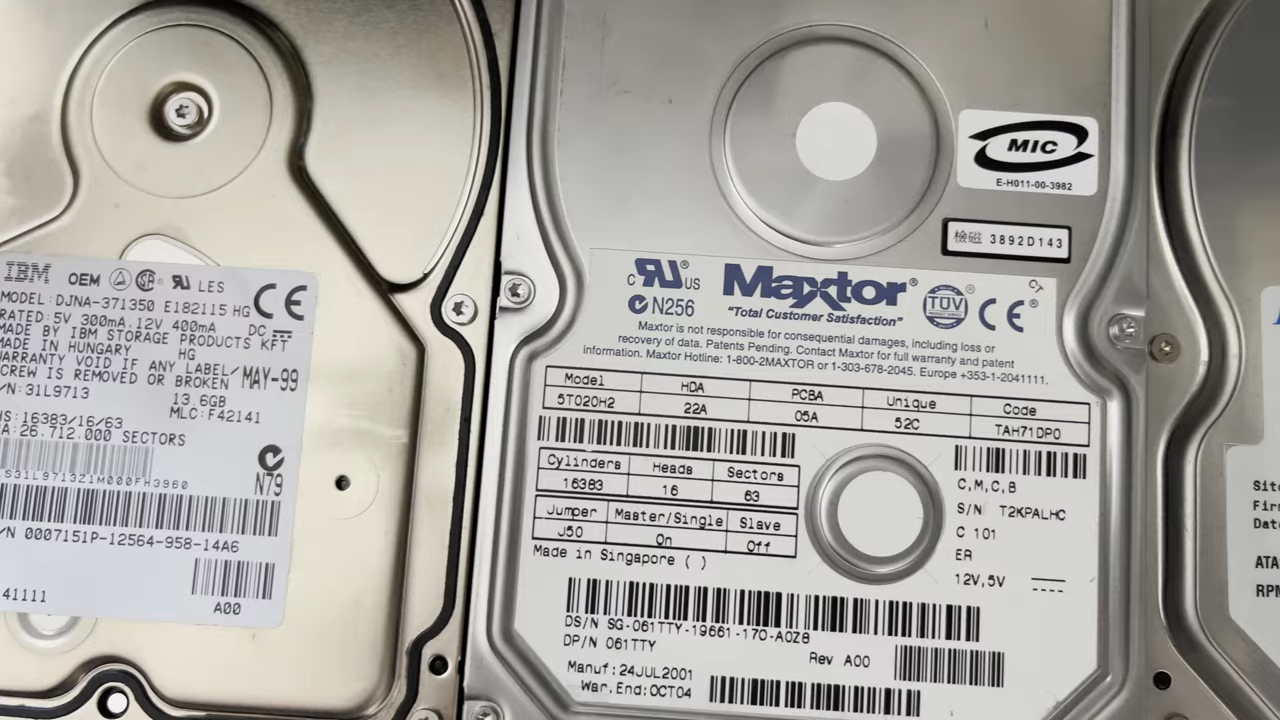 IBM OEM LES
MODEL: DJNA-371350 E182115 HG
RATED: 5V 300mA, 12V 400mA DC
MADE BY IBM STORAGE PRODUCTS KFT
MADE IN HUNGARY HG
WARRANTY VOID IF ANY LABEL/
SCREW IS REMOVED OR BROKEN
MAY-99
/N: 31L9713 13.6GB
HS: 16383/16/63 MLC: F42141
A: 26.712.000 SECTORS
N79
/N 0007151P-12564-958-14A6
41111
A00
MIC
E-H011-00-3982
檢磁 3892D143
C US
N256
Maxtor®
"Total Customer Satisfaction"
TÜV
CE
CT
Maxtor is not responsible for consequential damages, including loss or
recovery of data. Patents Pending. Contact Maxtor for full warranty and patent
information. Maxtor Hotline: 1-800-2MAXTOR or 1-303-678-2045. Europe +353-1-2041111.
Model HDA PCBA Unique Code
5T020H2 22A 05A 52C TAH71DP0
Cylinders Heads Sectors
16383 16 63
Jumper Master/Single Slave
J50 On Off
Made in Singapore ( )
C,M,C,B
S/N T2KPALHC
C 101
ER
12V,5V
DS/N SG-061TTY-19661-170-A0Z8
DP/N 061TTY
Rev A00
Manuf: 24JUL2001
War. End: OCT04
ATA
RPN